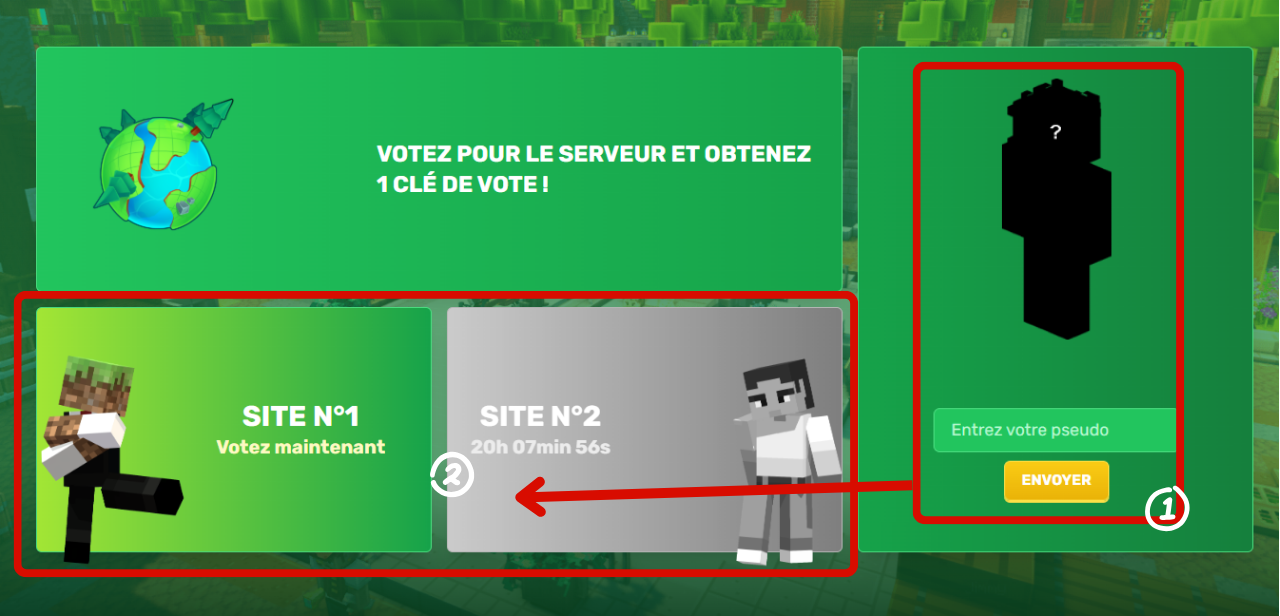 VOTEZ POUR LE SERVEUR ET OBTENEZ
1 CLÉ DE VOTE !
?
Entrez votre pseudo
ENVOYER
1
SITE N°1
Votez maintenant
2
SITE N°2
20h 07min 56s